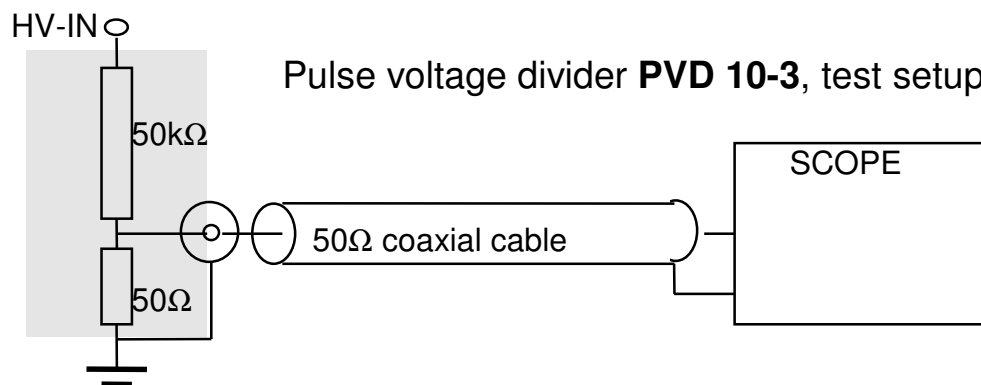 HV-IN
Pulse voltage divider PVD 10-3, test setup
50kΩ
SCOPE
50Ω coaxial cable
50Ω